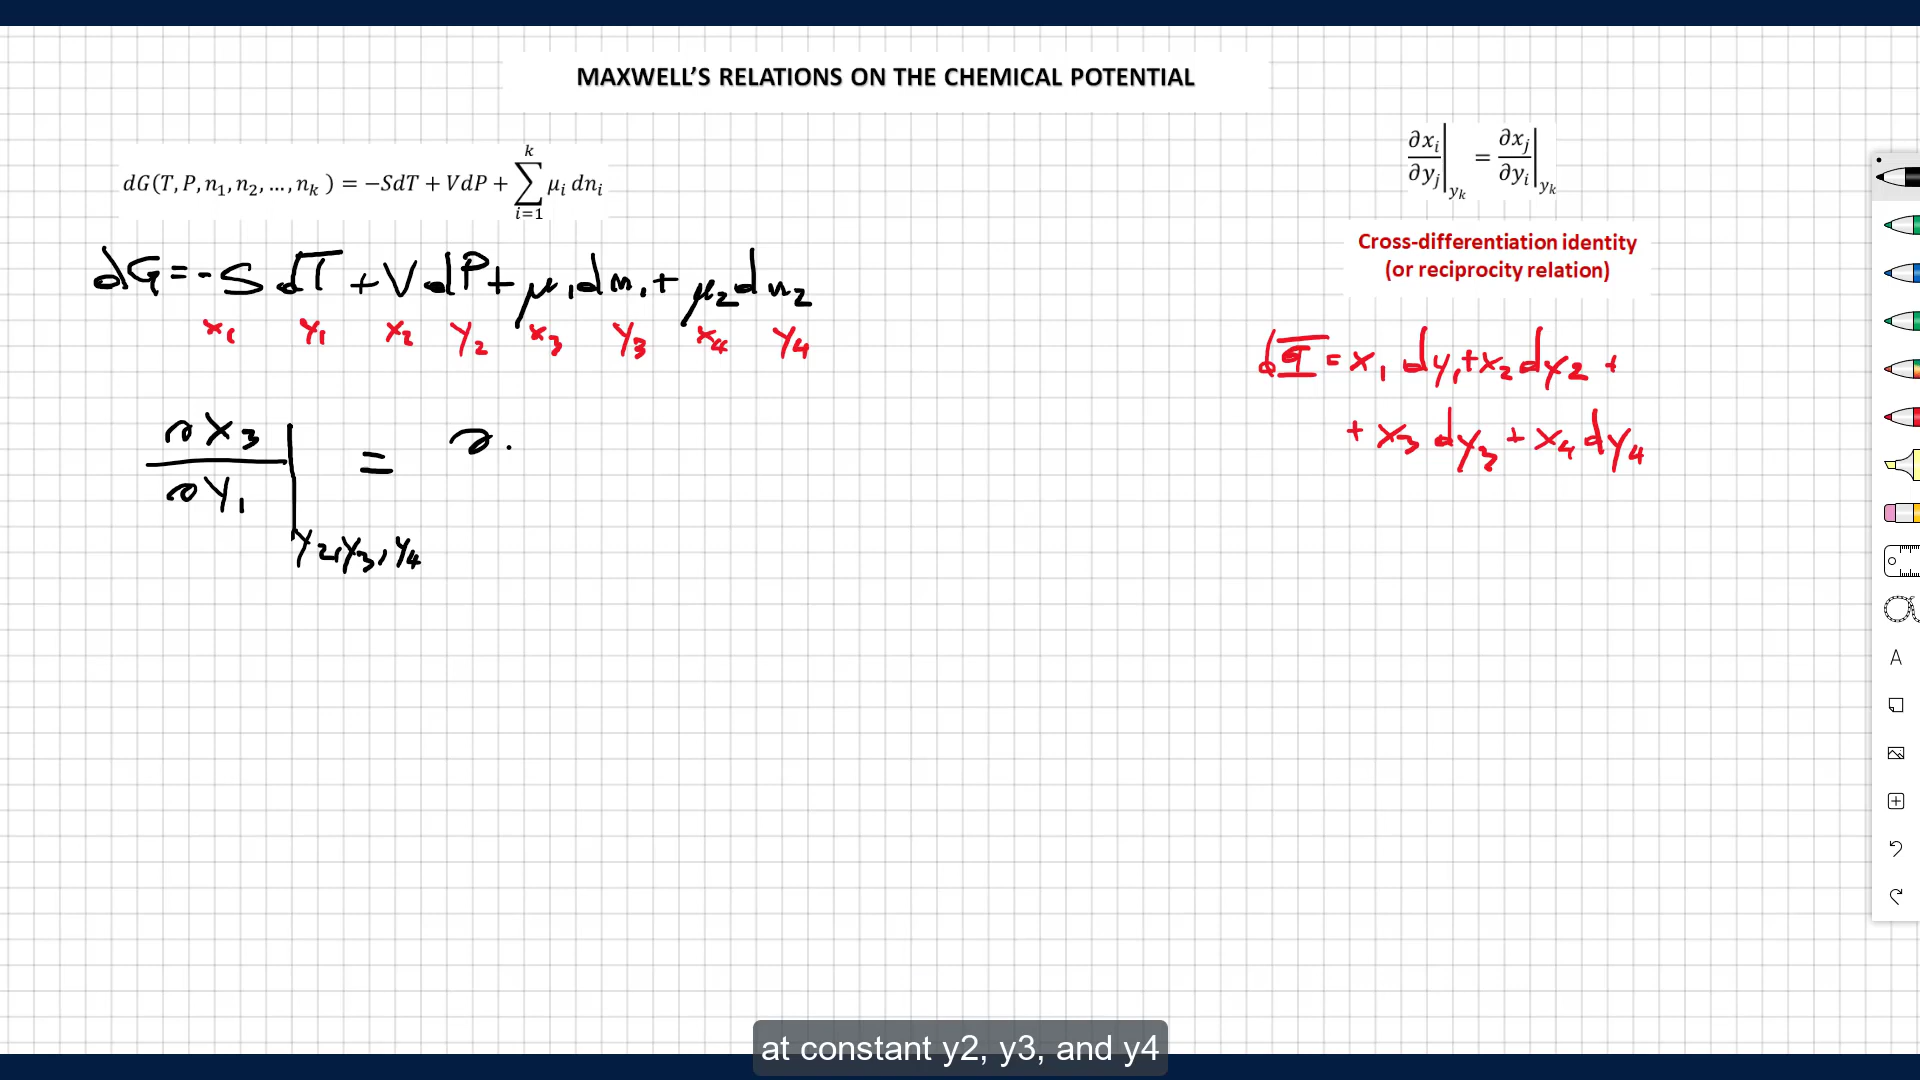 MAXWELL'S RELATIONS ON THE CHEMICAL POTENTIAL
dG(T, P, n₁, n₂, …, nₖ) = −SdT + VdP + ∑ᵢ₌₁ᵏ μᵢ dnᵢ
∂xᵢ/∂yⱼ|yₖ = ∂xⱼ/∂yᵢ|yₖ
Cross-differentiation identity
(or reciprocity relation)
dG = -S dT + V dP + μ₁ dn₁ + μ₂ dn₂
x₁ y₁ x₂ y₂ x₃ y₃ x₄ y₄
= x₁ dy₁ + x₂ dy₂ +
+ x₃ dy₃ + x₄ dy₄
∂x₃/∂y₁|y₂, y₃, y₄ = ∂
A
at constant y2, y3, and y4